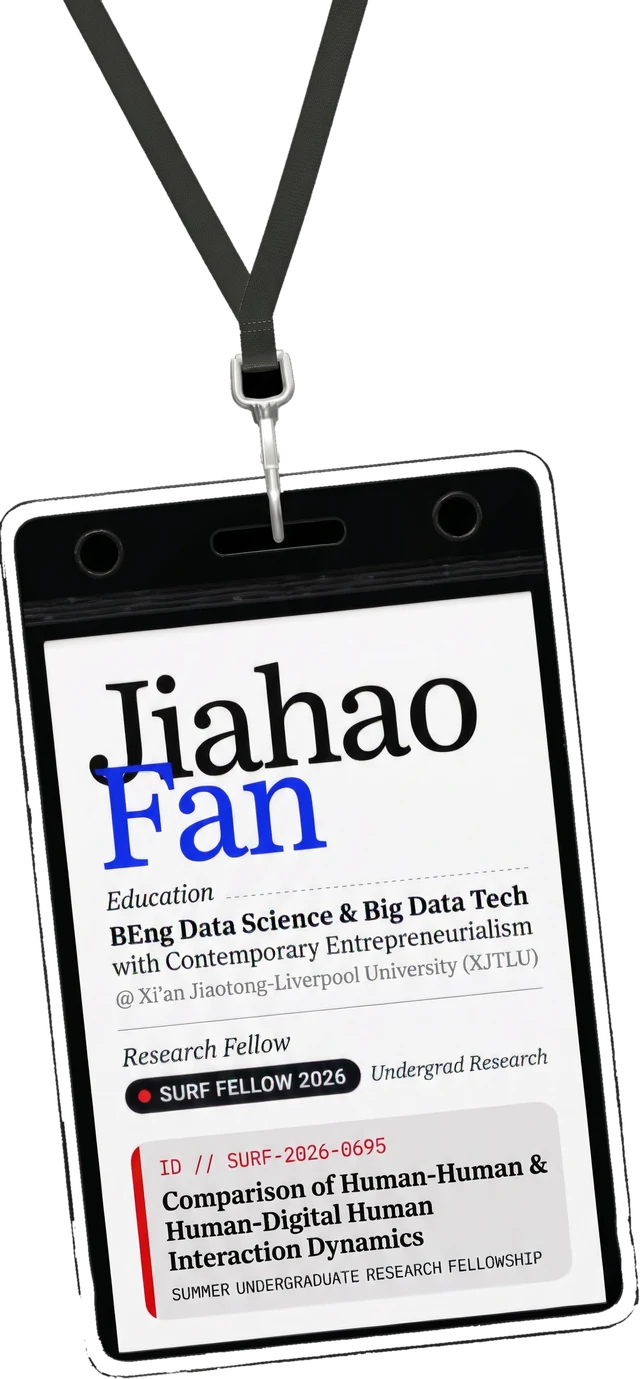 Jiahao
Fan
Education
BEng Data Science & Big Data Tech
with Contemporary Entrepreneurialism
@ Xi'an Jiaotong-Liverpool University (XJTLU)
Research Fellow
SURF FELLOW 2026 Undergrad Research
ID // SURF-2026-0695
Comparison of Human-Human &
Human-Digital Human
Interaction Dynamics
SUMMER UNDERGRADUATE RESEARCH FELLOWSHIP